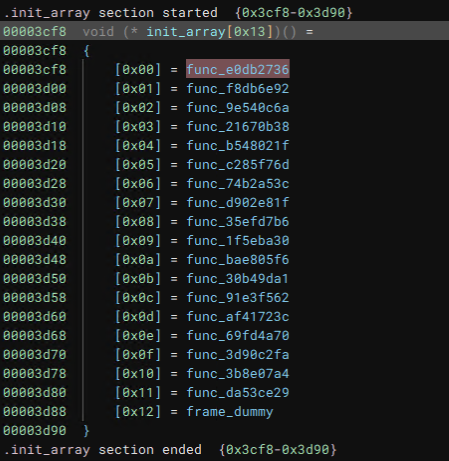 .init_array section started  {0x3cf8-0x3d90}
00003cf8  void (* init_array[0x13])() =
00003cf8  {
00003cf8      [0x00] = func_e0db2736
00003d00      [0x01] = func_f8db6e92
00003d08      [0x02] = func_9e540c6a
00003d10      [0x03] = func_21670b38
00003d18      [0x04] = func_b548021f
00003d20      [0x05] = func_c285f76d
00003d28      [0x06] = func_74b2a53c
00003d30      [0x07] = func_d902e81f
00003d38      [0x08] = func_35efd7b6
00003d40      [0x09] = func_1f5eba30
00003d48      [0x0a] = func_bae805f6
00003d50      [0x0b] = func_30b49da1
00003d58      [0x0c] = func_91e3f562
00003d60      [0x0d] = func_af41723c
00003d68      [0x0e] = func_69fd4a70
00003d70      [0x0f] = func_3d90c2fa
00003d78      [0x10] = func_3b8e07a4
00003d80      [0x11] = func_da53ce29
00003d88      [0x12] = frame_dummy
00003d90  }
.init_array section ended  {0x3cf8-0x3d90}